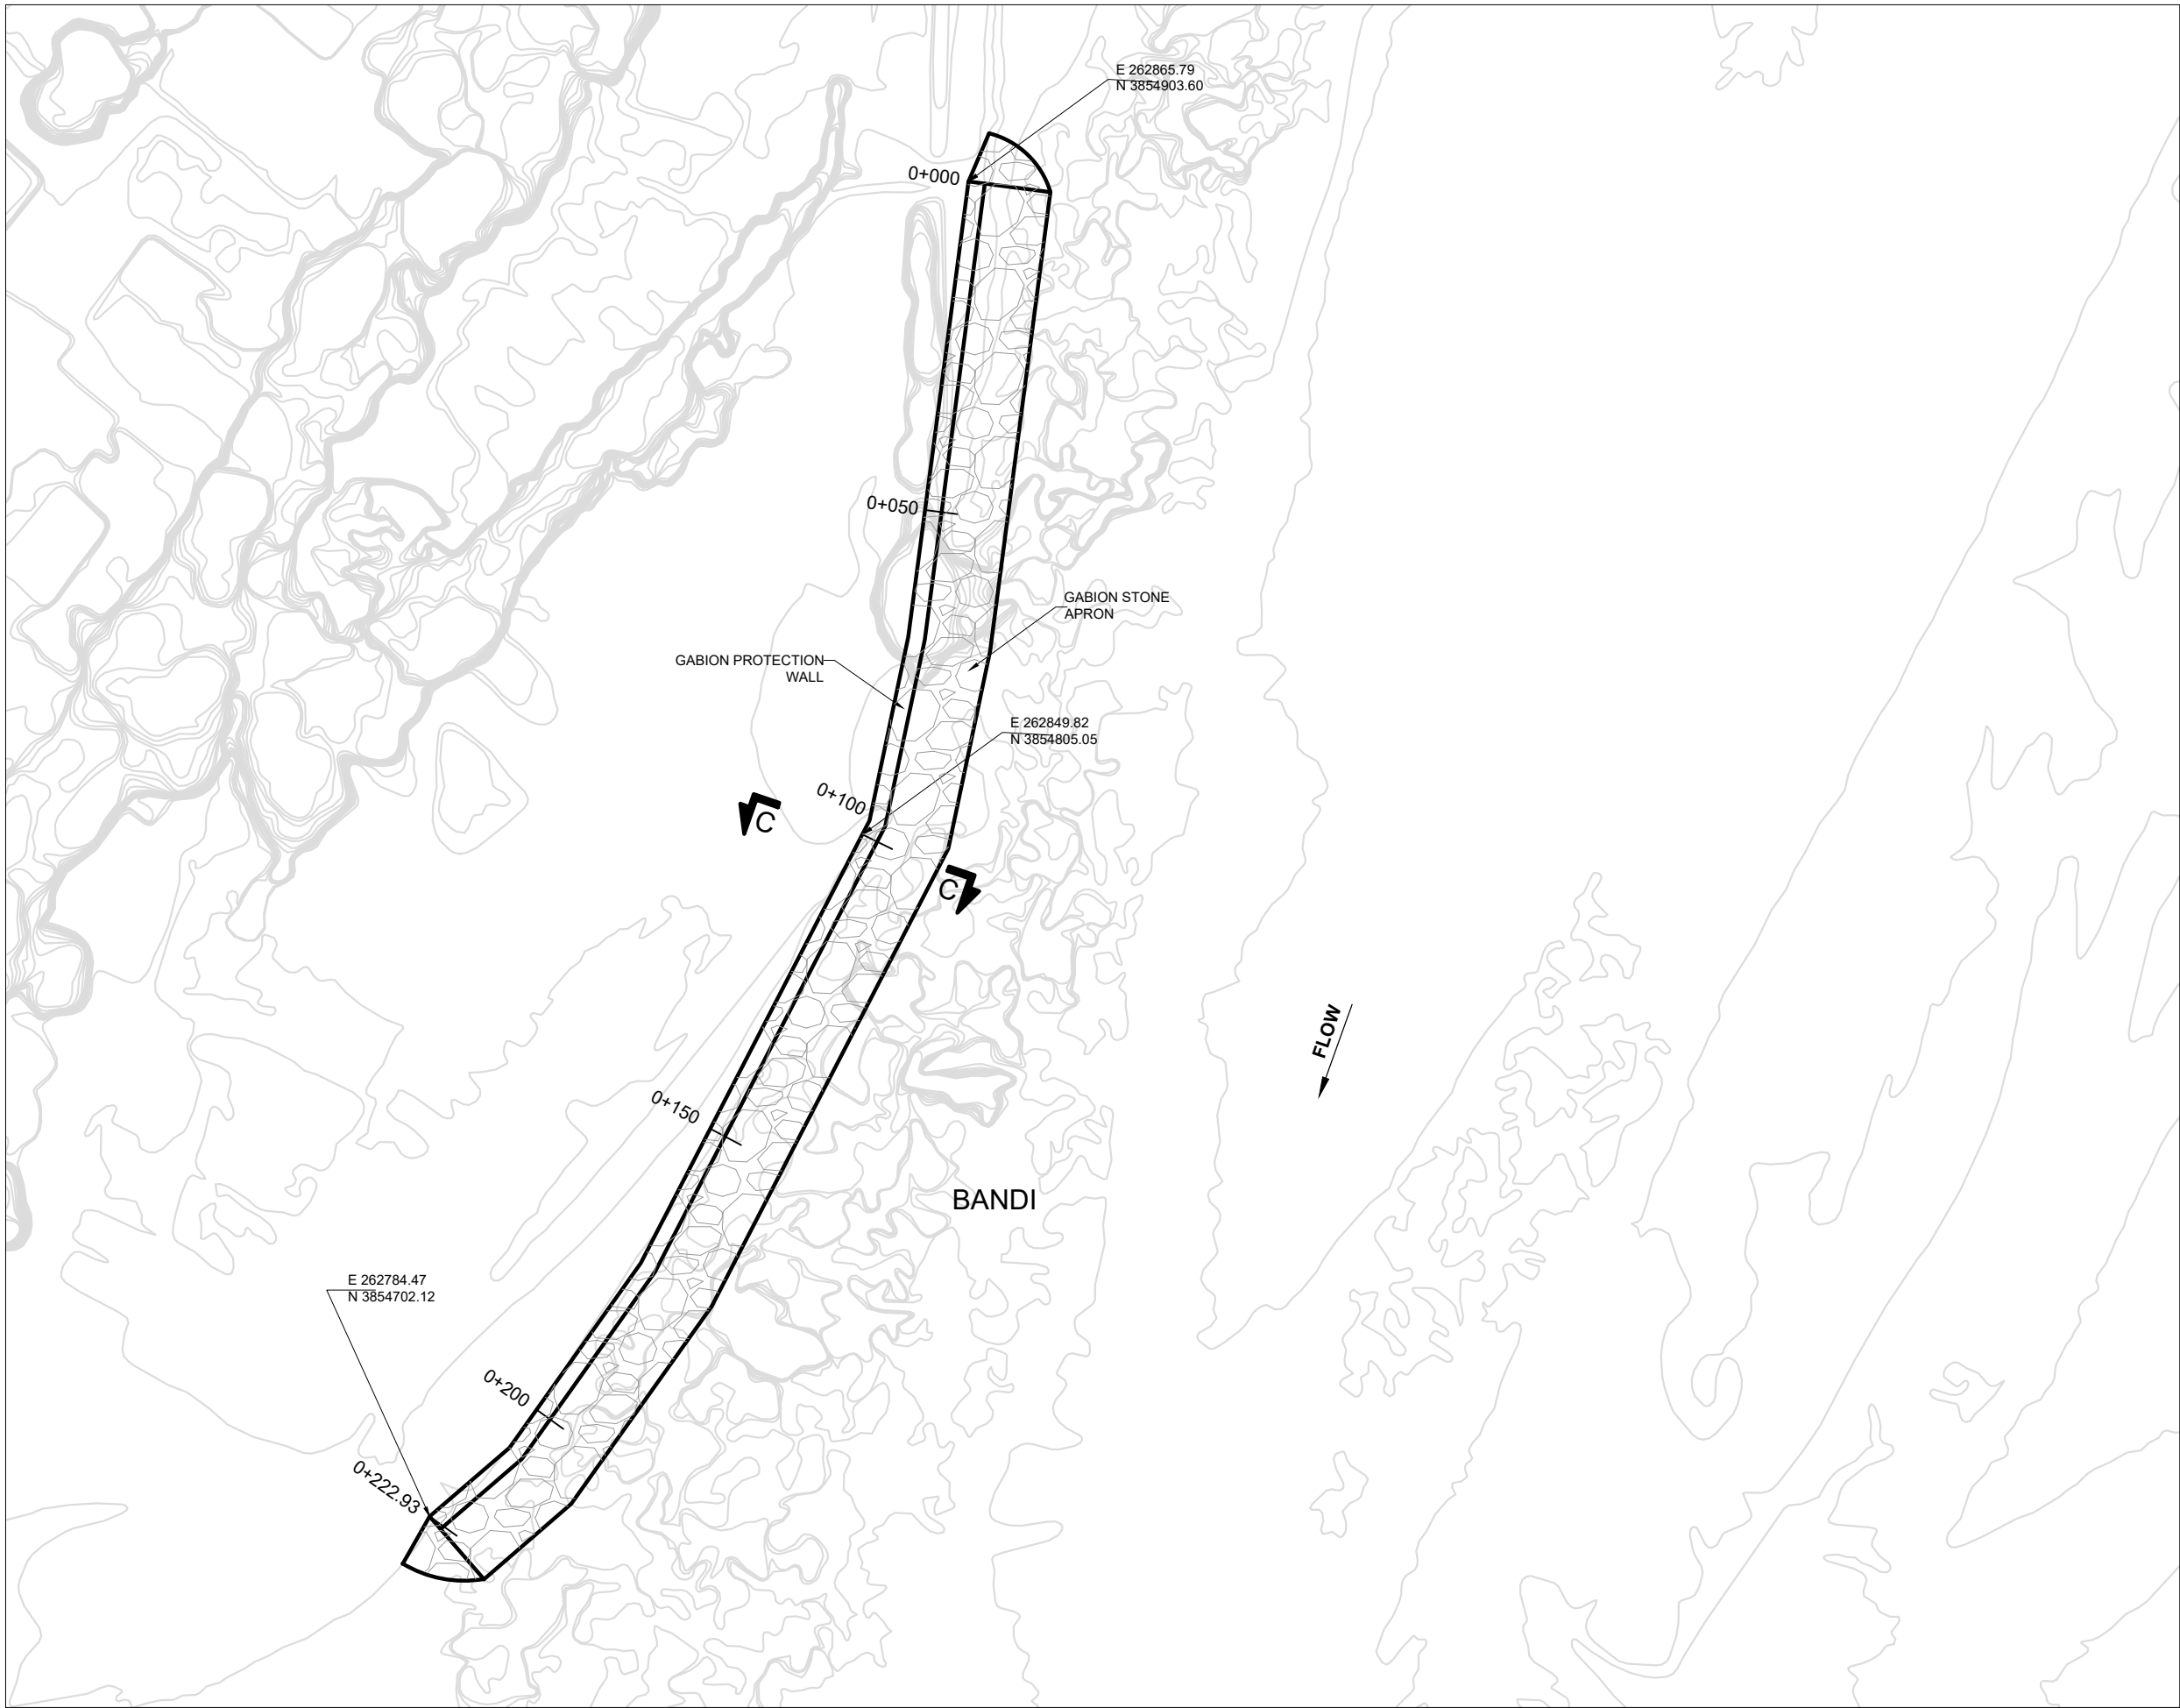 E 262865.79
N 3854903.60
0+000
0+050
GABION STONE
APRON
GABION PROTECTION
WALL
E 262849.82
N 3854805.05
0+100
C
C
FLOW
0+150
BANDI
E 262784.47
N 3854702.12
0+200
0+222.93